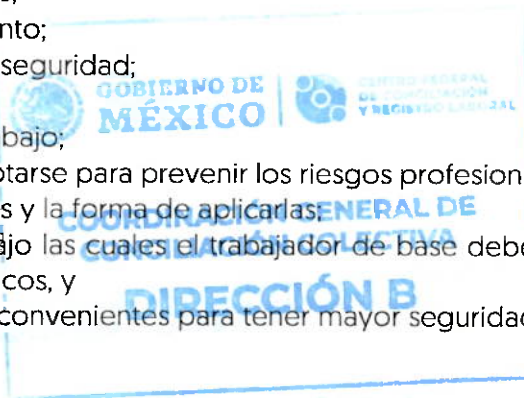 nto;
seguridad;
GOBIERNO DE
MÉXICO
CENTRO FEDERAL
DE CONCILIACIÓN
Y REGISTRO LABORAL
bajo;
otarse para prevenir los riesgos profesion
s y la forma de aplicarlas;
COORDINACIÓN GENERAL DE
ajo las cuales el trabajador de base debe
CONCILIACIÓN COLECTIVA
cos, y
DIRECCIÓN B
convenientes para tener mayor seguridad